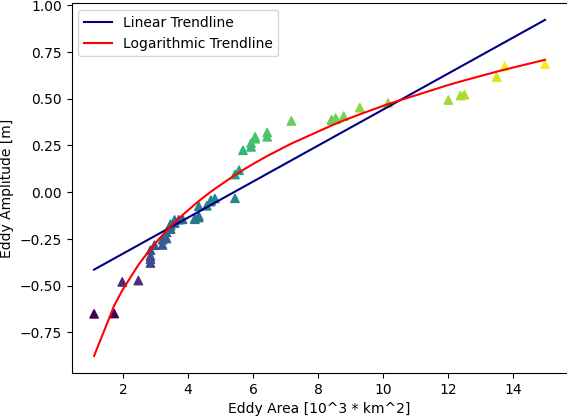 1.00
0.75
0.50
0.25
0.00
−0.25
−0.50
−0.75
Eddy Amplitude [m]
Linear Trendline
Logarithmic Trendline
2 4 6 8 10 12 14
Eddy Area [10^3 * km^2]